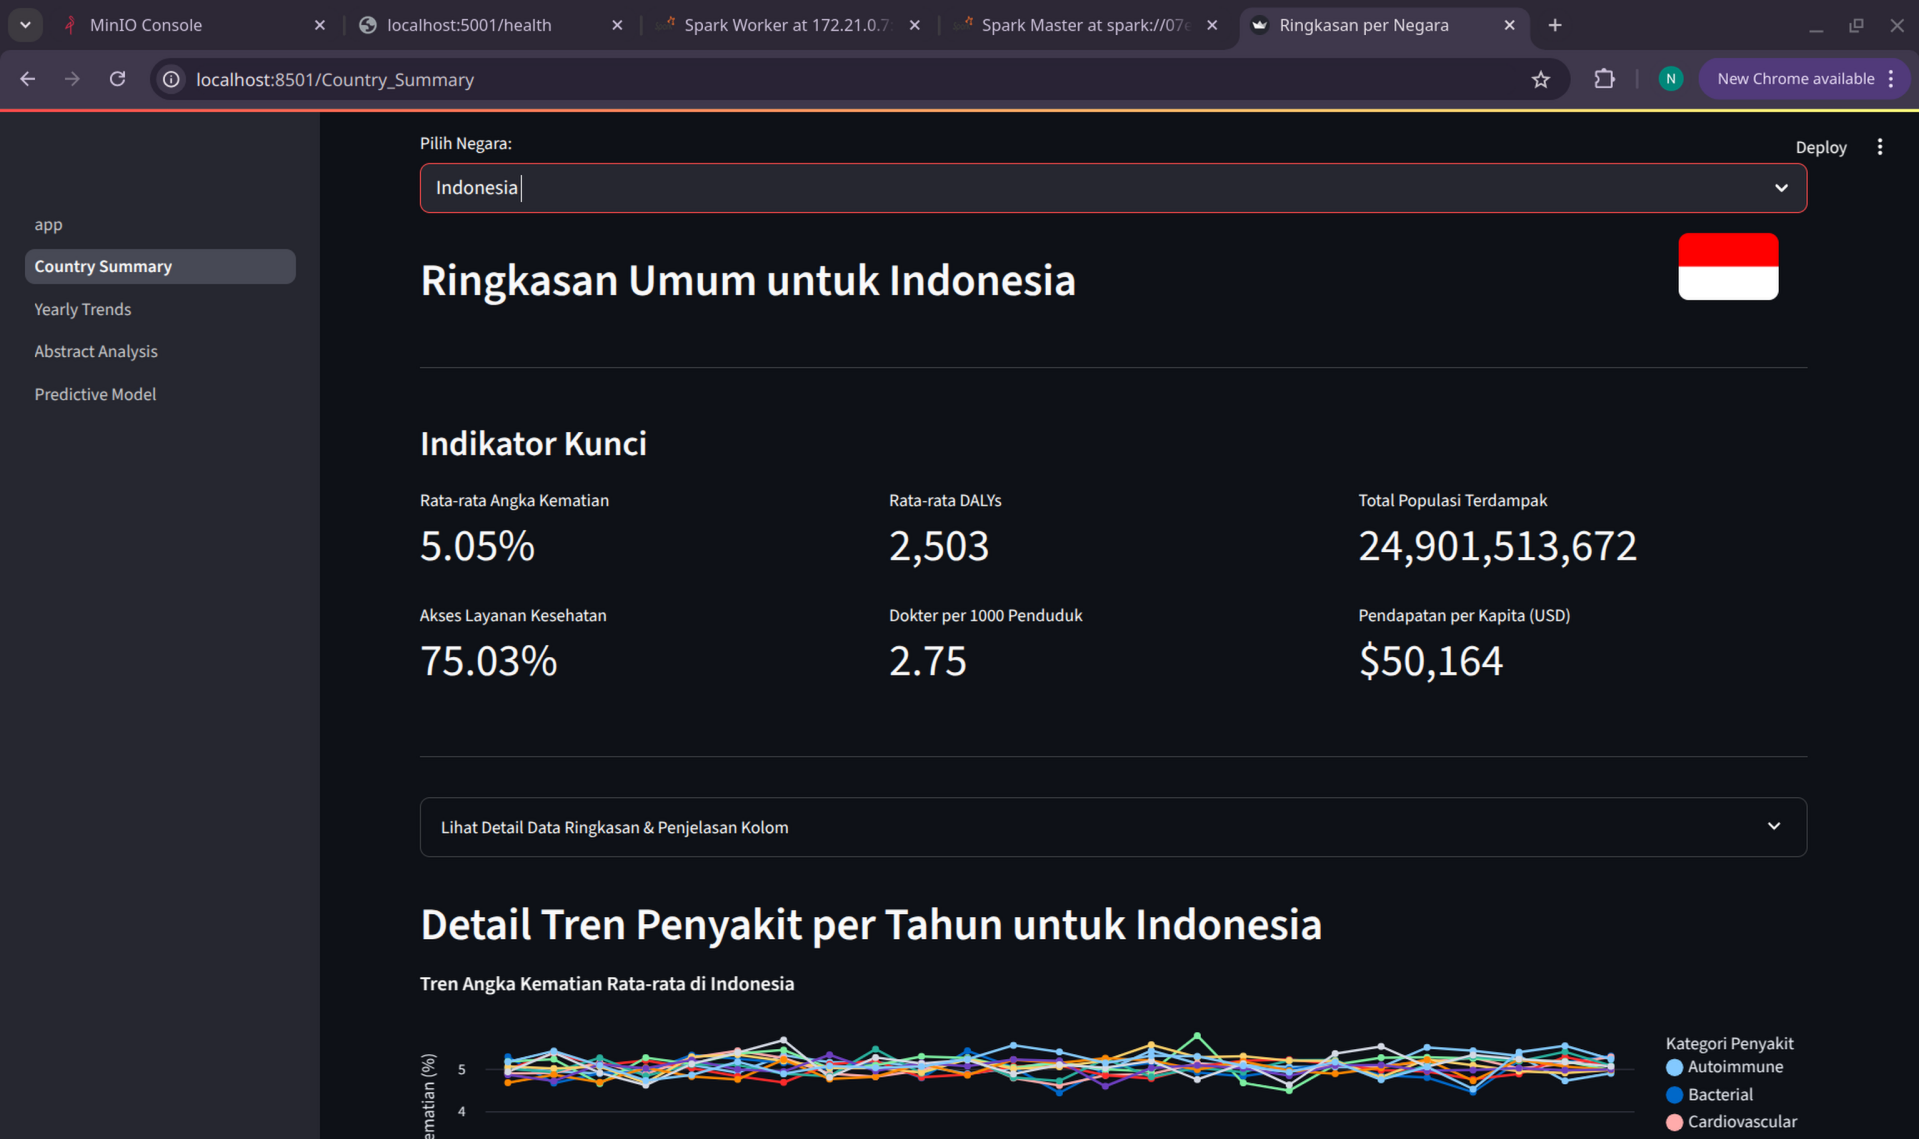 MinIO Console
localhost:5001/health
Spark Worker at 172.21.0.7:
Spark Master at spark://07e
Ringkasan per Negara
localhost:8501/Country_Summary
N
New Chrome available
Pilih Negara:
Deploy
Indonesia
app
Country Summary
Yearly Trends
Abstract Analysis
Predictive Model
Ringkasan Umum untuk Indonesia
Indikator Kunci
Rata-rata Angka Kematian
5.05%
Rata-rata DALYs
2,503
Total Populasi Terdampak
24,901,513,672
Akses Layanan Kesehatan
75.03%
Dokter per 1000 Penduduk
2.75
Pendapatan per Kapita (USD)
$50,164
Lihat Detail Data Ringkasan & Penjelasan Kolom
Detail Tren Penyakit per Tahun untuk Indonesia
Tren Angka Kematian Rata-rata di Indonesia
ematian (%)
5
4
Kategori Penyakit
Autoimmune
Bacterial
Cardiovascular